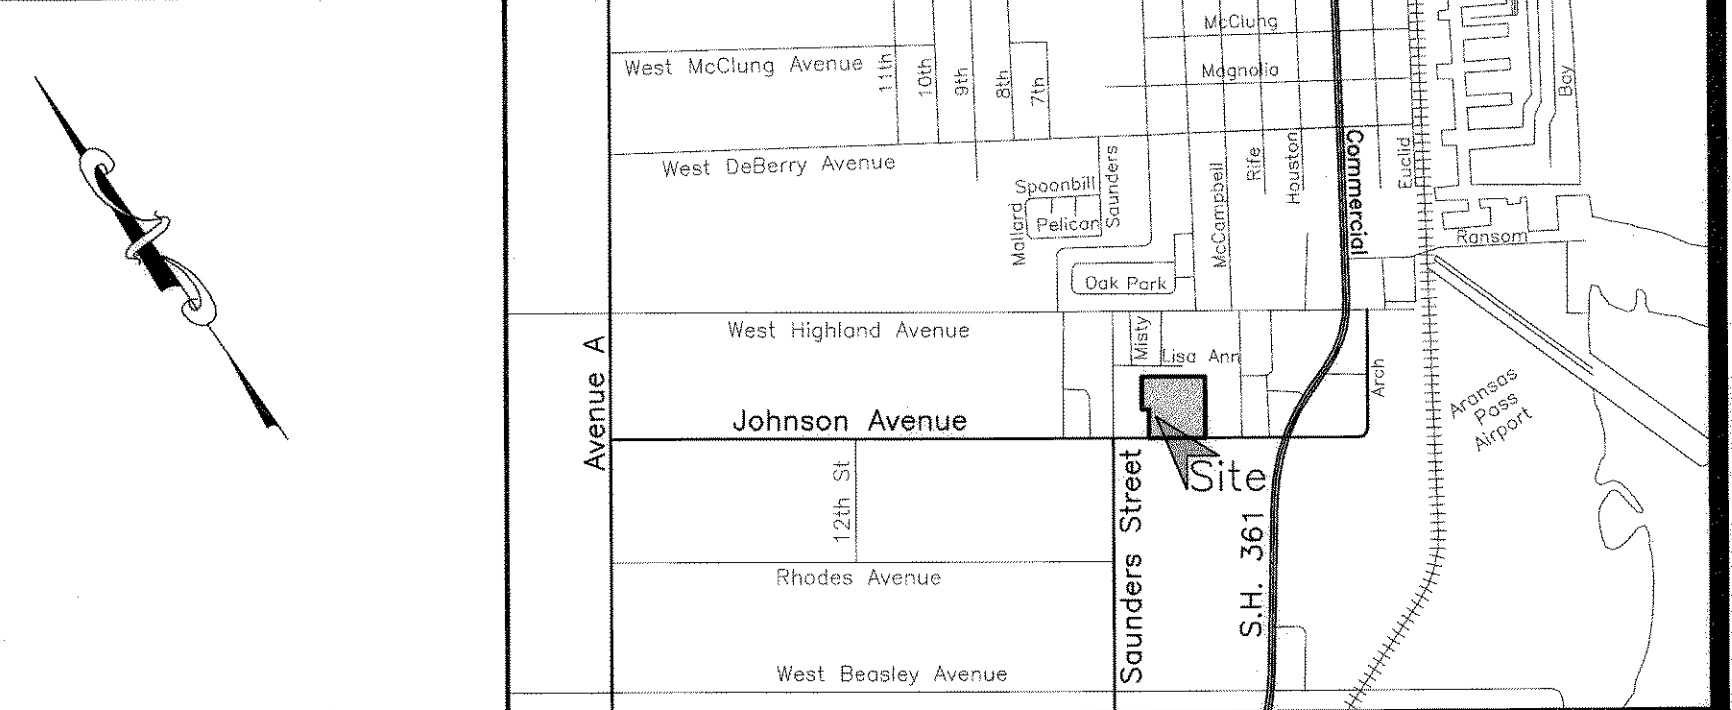 McClung
West McClung Avenue
11th
10th
9th
8th
7th
Magnolia
Bay
West DeBerry Avenue
Spoonbill
Mallard
Pelican
Saunders
McCampbell
Rife
Houston
Commercial
Euclid
Ransom
Oak Park
Avenue A
West Highland Avenue
Misty
Lisa Ann
Arch
Aransas
Pass
Airport
Johnson Avenue
Site
12th St
Saunders Street
S.H. 361
Rhodes Avenue
West Beasley Avenue